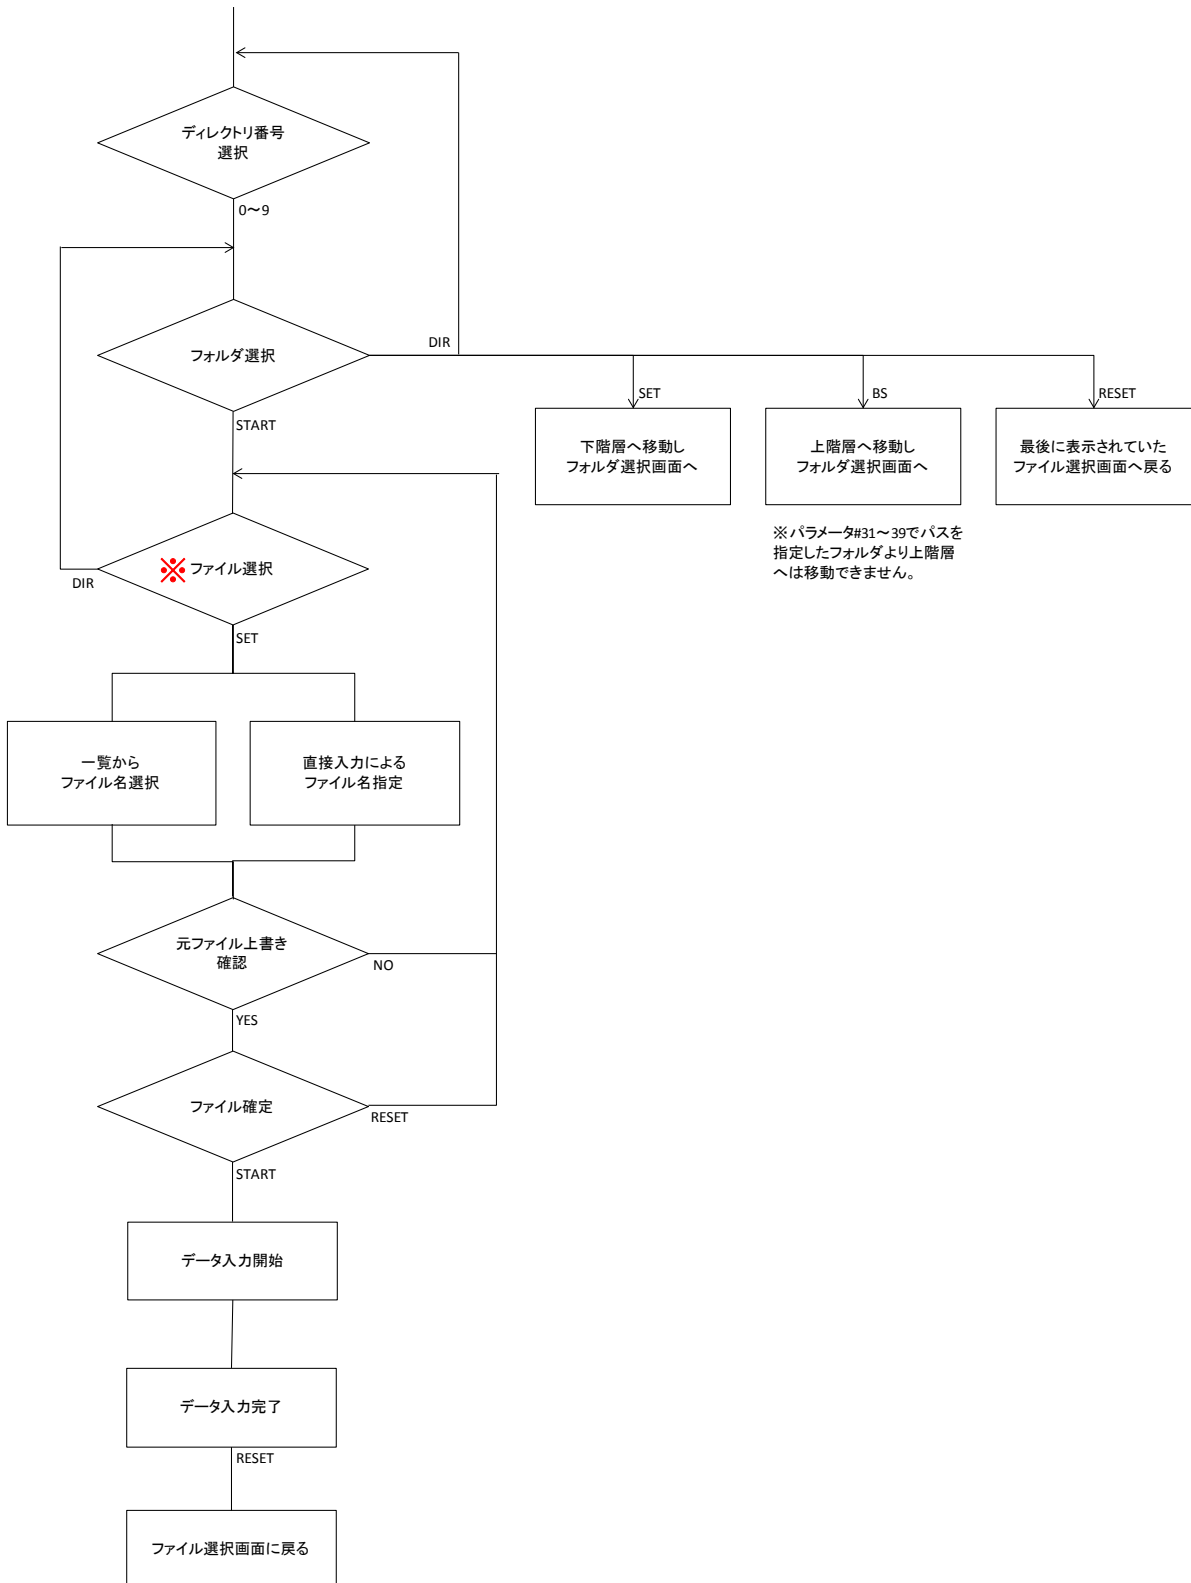 ディレクトリ番号
選択
0～9
フォルダ選択
DIR
SET
BS
RESET
START
下階層へ移動し
フォルダ選択画面へ
上階層へ移動し
フォルダ選択画面へ
最後に表示されていた
ファイル選択画面へ戻る
※パラメータ#31～39でパスを
指定したフォルダより上階層
へは移動できません。
※ファイル選択
DIR
SET
一覧から
ファイル名選択
直接入力による
ファイル名指定
元ファイル上書き
確認
NO
YES
ファイル確定
RESET
START
データ入力開始
データ入力完了
RESET
ファイル選択画面に戻る